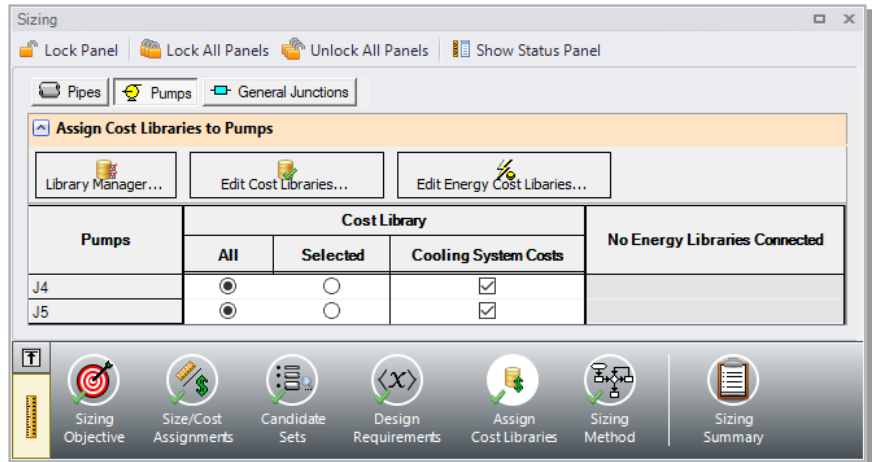 Sizing
Lock Panel Lock All Panels Unlock All Panels Show Status Panel
Pipes Pumps General Junctions
Assign Cost Libraries to Pumps
Library Manager... Edit Cost Libraries... Edit Energy Cost Libaries...
Pumps Cost Library No Energy Libraries Connected
All Selected Cooling System Costs
J4
J5
Sizing Size/Cost Candidate Design Assign Sizing Sizing
Objective Assignments Sets Requirements Cost Libraries Method Summary